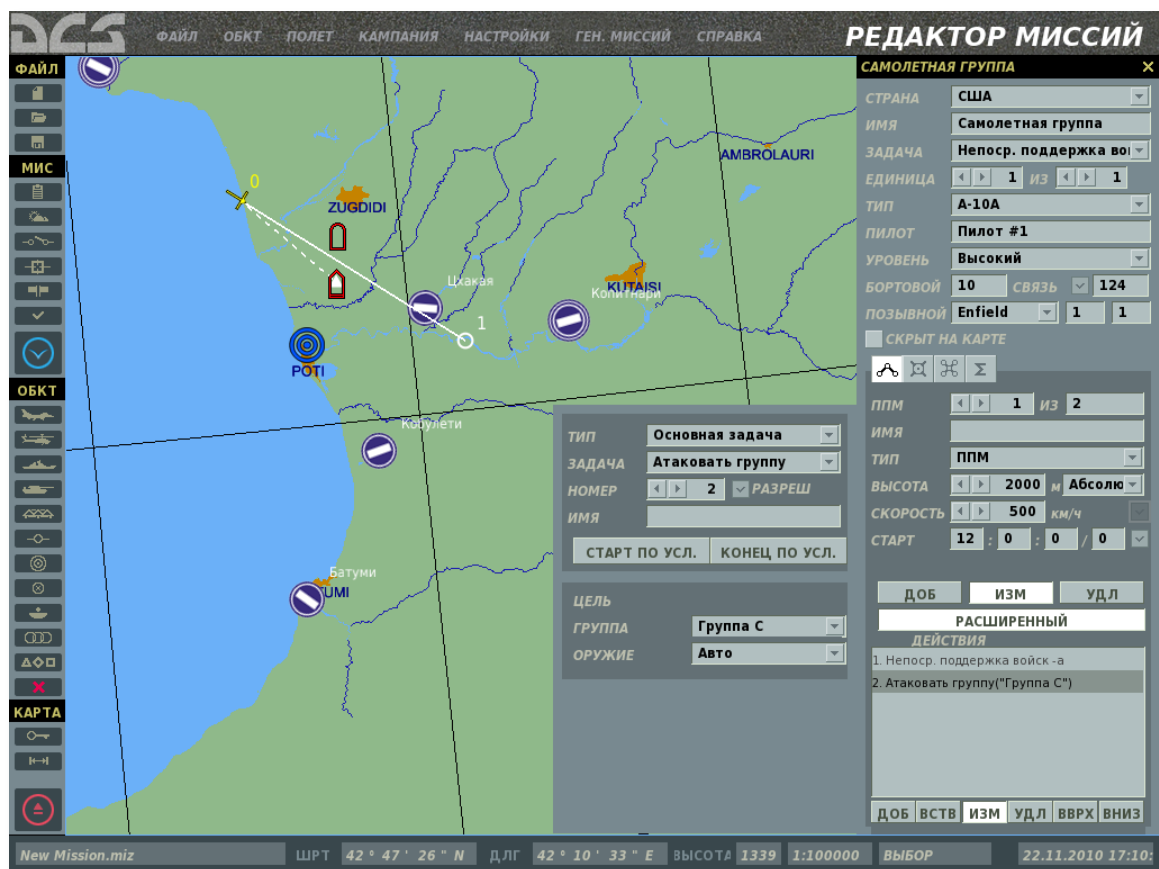 DCS
ФАЙЛ ОБКТ ПОЛЕТ КАМПАНИЯ НАСТРОЙКИ ГЕН. МИССИЙ СПРАВКА
РЕДАКТОР МИССИЙ
ФАЙЛ
МИС
ОБКТ
КАРТА
0
ZUGDIDI
AMBROLAURI
Цхакая
KUTAISI
Копитнари
1
POTI
Кобулети
Батуми
UMI
ТИП Основная задача
ЗАДАЧА Атаковать группу
НОМЕР 2 РАЗРЕШ
ИМЯ
СТАРТ ПО УСЛ. КОНЕЦ ПО УСЛ.
ЦЕЛЬ
ГРУППА Группа С
ОРУЖИЕ Авто
САМОЛЕТНАЯ ГРУППА
СТРАНА США
ИМЯ Самолетная группа
ЗАДАЧА Непоср. поддержка вой
ЕДИНИЦА 1 ИЗ 1
ТИП A-10A
ПИЛОТ Пилот #1
УРОВЕНЬ Высокий
БОРТОВОЙ 10 СВЯЗЬ 124
ПОЗЫВНОЙ Enfield 1 1
СКРЫТ НА КАРТЕ
Σ
ППМ 1 ИЗ 2
ИМЯ
ТИП ППМ
ВЫСОТА 2000 м Абсолю
СКОРОСТЬ 500 км/ч
СТАРТ 12 : 0 : 0 / 0
ДОБ ИЗМ УДЛ
РАСШИРЕННЫЙ
ДЕЙСТВИЯ
1. Непоср. поддержка войск -a
2. Атаковать группу("Группа С")
ДОБ ВСТВ ИЗМ УДЛ ВВРХ ВНИЗ
New Mission.miz ШРТ 42 ° 47 ' 26 " N ДЛГ 42 ° 10 ' 33 " E ВЫСОТА 1339 1:100000 ВЫБОР 22.11.2010 17:10: